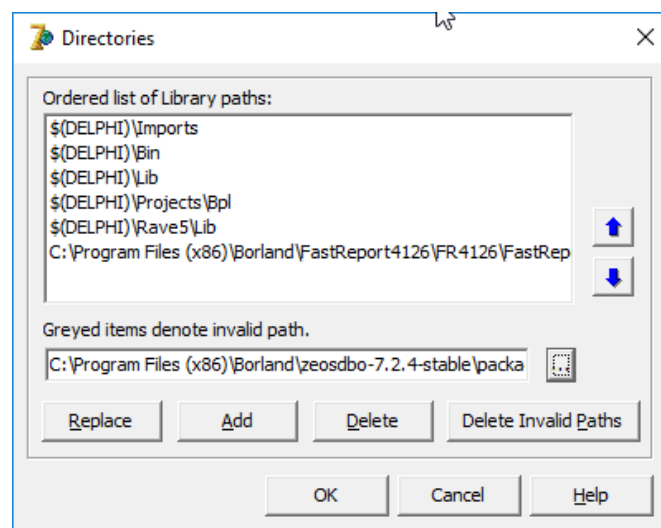 Directories
Ordered list of Library paths:
$(DELPHI)\Imports
$(DELPHI)\Bin
$(DELPHI)\Lib
$(DELPHI)\Projects\Bpl
$(DELPHI)\Rave5\Lib
C:\Program Files (x86)\Borland\FastReport4126\FR4126\FastRep
Greyed items denote invalid path.
C:\Program Files (x86)\Borland\zeosdbo-7.2.4-stable\packa
...
Replace Add Delete Delete Invalid Paths
OK Cancel Help